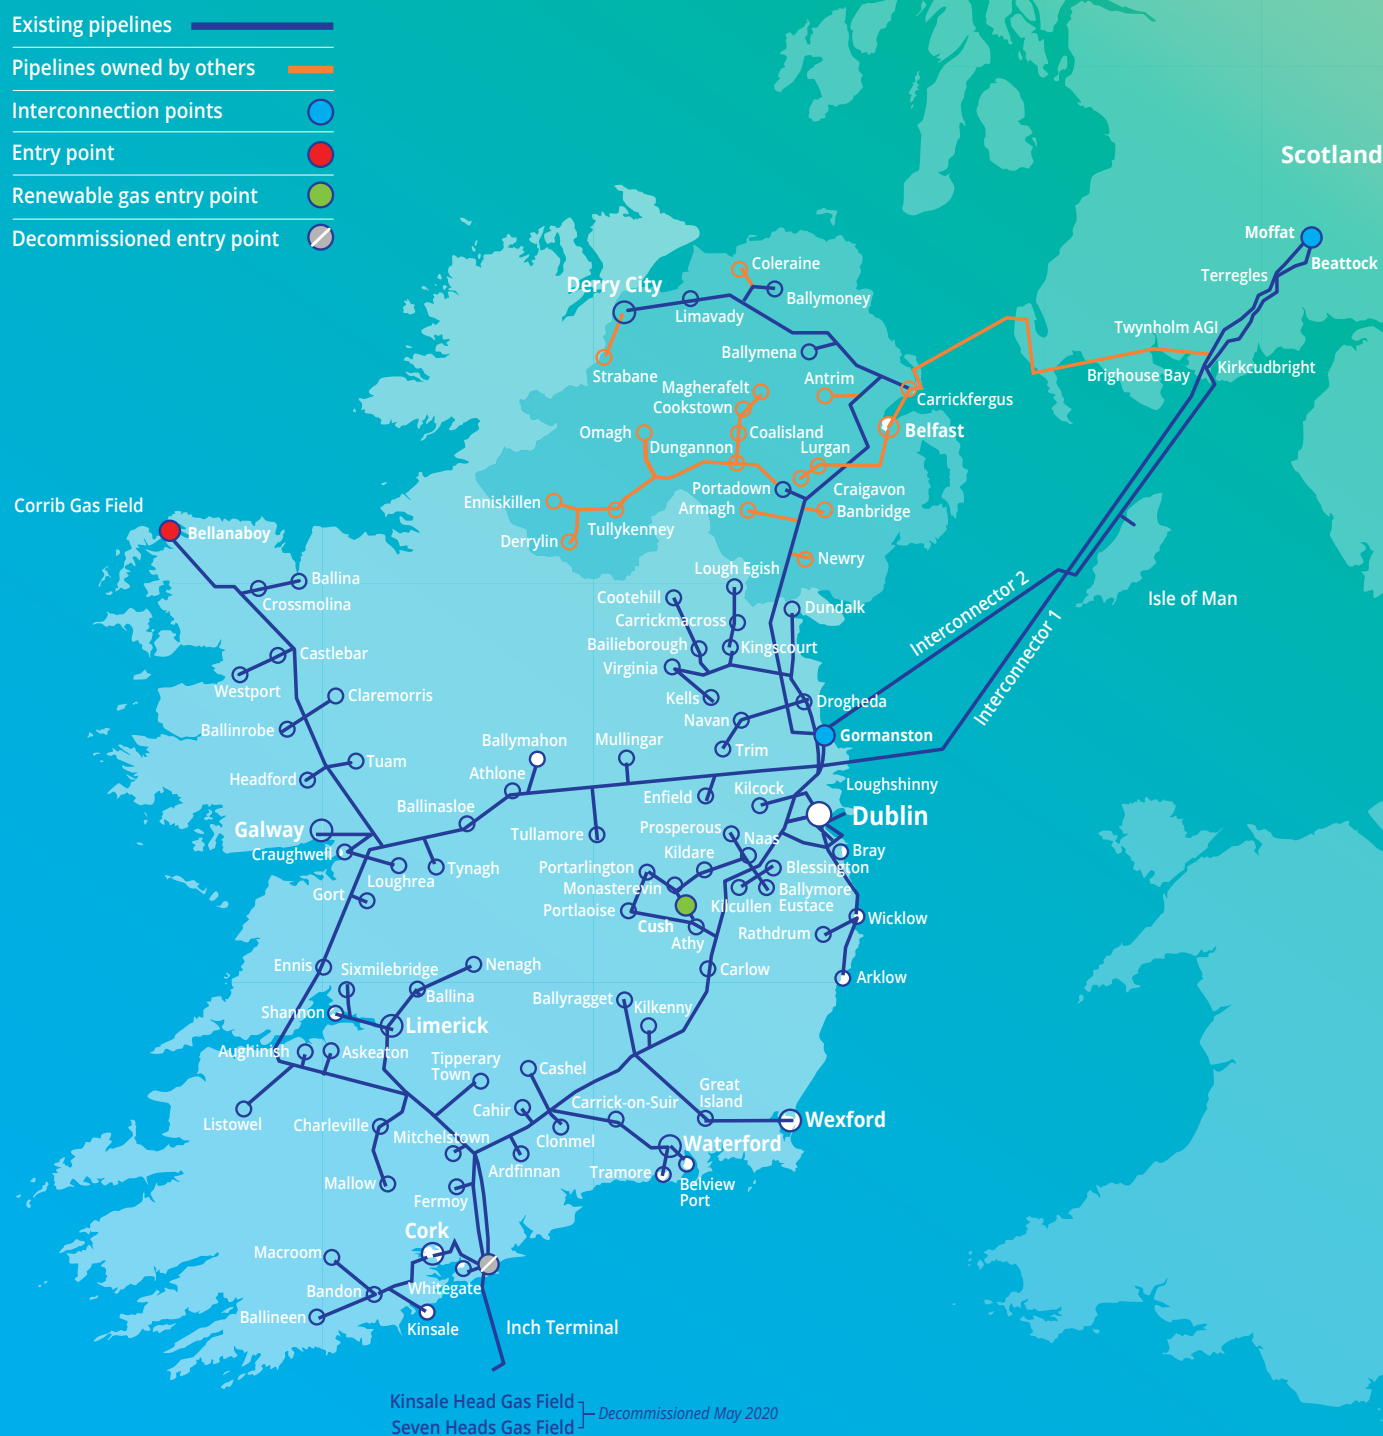 Existing pipelines
Pipelines owned by others
Interconnection points
Entry point
Renewable gas entry point
Decommissioned entry point
Scotland
Moffat
Beattock
Terregles
Twynholm AGI
Kirkcudbright
Brighouse Bay
Coleraine
Derry City
Ballymoney
Limavady
Ballymena
Strabane
Antrim
Magherafelt
Carrickfergus
Cookstown
Belfast
Omagh
Coalisland
Dungannon
Lurgan
Portadown
Craigavon
Enniskillen
Armagh
Banbridge
Tullykenney
Derrylin
Newry
Corrib Gas Field
Bellanaboy
Lough Egish
Ballina
Crossmolina
Cootehill
Dundalk
Carrickmacross
Isle of Man
Interconnector 2
Interconnector 1
Bailieborough
Kingscourt
Castlebar
Virginia
Westport
Claremorris
Kells
Drogheda
Navan
Ballinrobe
Gormanston
Ballymahon
Mullingar
Trim
Tuam
Athlone
Headford
Enfield
Kilcock
Loughshinny
Ballinasloe
Dublin
Galway
Tullamore
Prosperous
Naas
Craughwell
Bray
Kildare
Loughrea
Tynagh
Portarlington
Blessington
Monasterevin
Ballymore
Eustace
Gort
Kilcullen
Portlaoise
Cush
Wicklow
Athy
Rathdrum
Ennis
Sixmilebridge
Nenagh
Carlow
Arklow
Ballina
Ballyragget
Kilkenny
Shannon
Limerick
Aughinish
Askeaton
Tipperary
Town
Cashel
Great
Island
Carrick-on-Suir
Cahir
Listowel
Charleville
Wexford
Mitchelstown
Clonmel
Waterford
Ardfinnan
Tramore
Mallow
Belview
Port
Fermoy
Cork
Macroom
Whitegate
Bandon
Ballineen
Kinsale
Inch Terminal
Kinsale Head Gas Field
Decommissioned May 2020
Seven Heads Gas Field